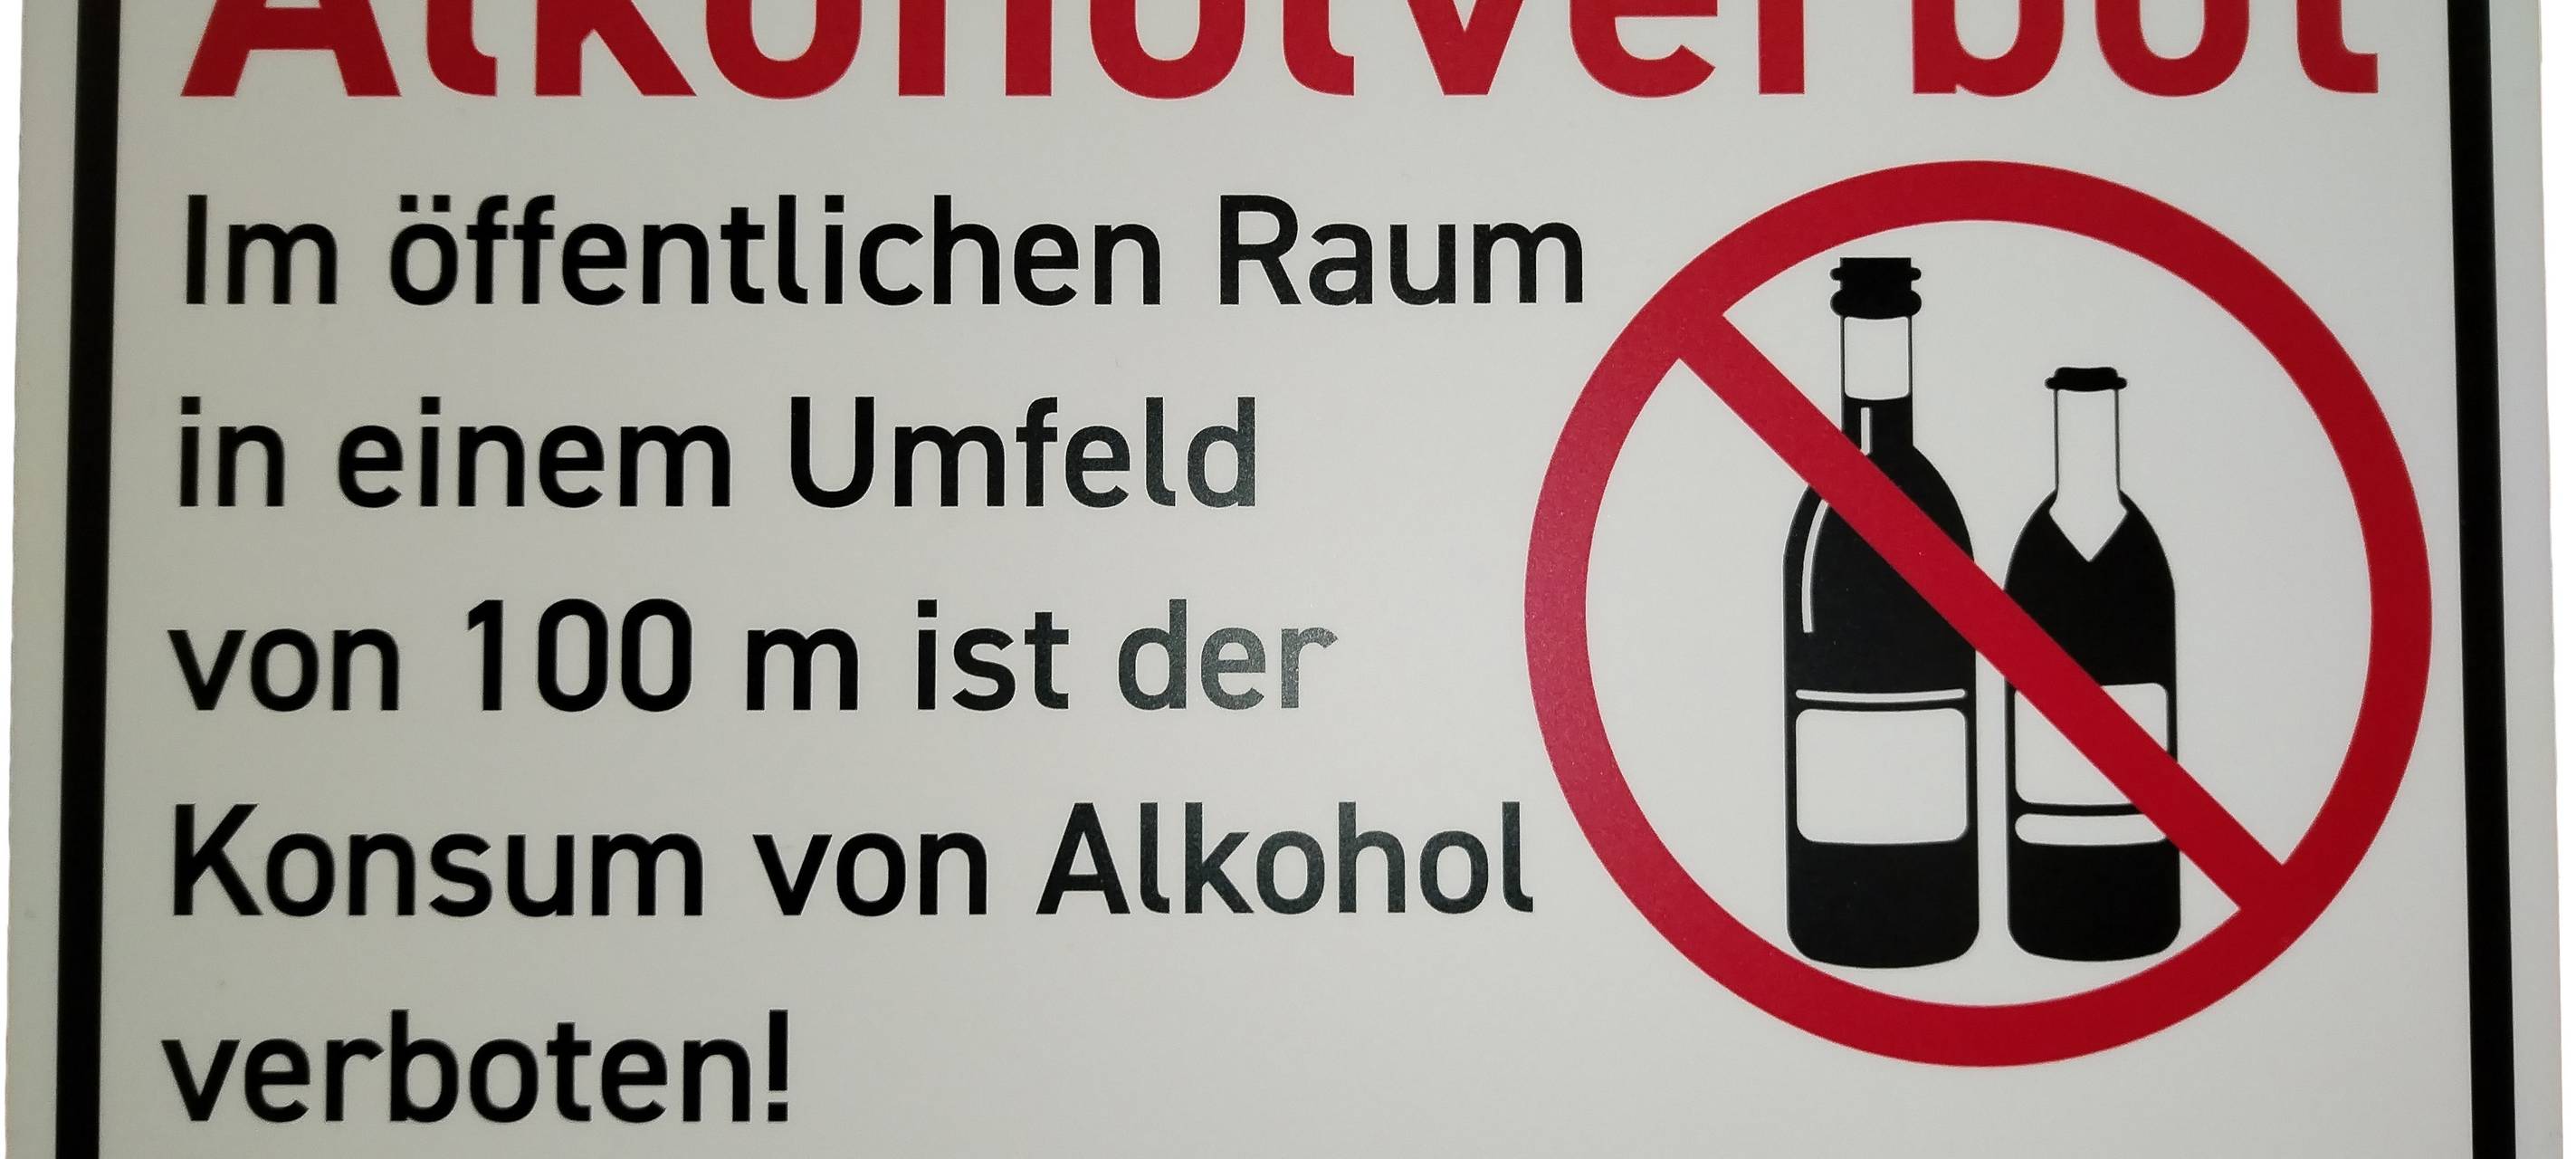 Alkoholverbot
Im öffentlichen Raum
in einem Umfeld
von 100 m ist der
Konsum von Alkohol
verboten!